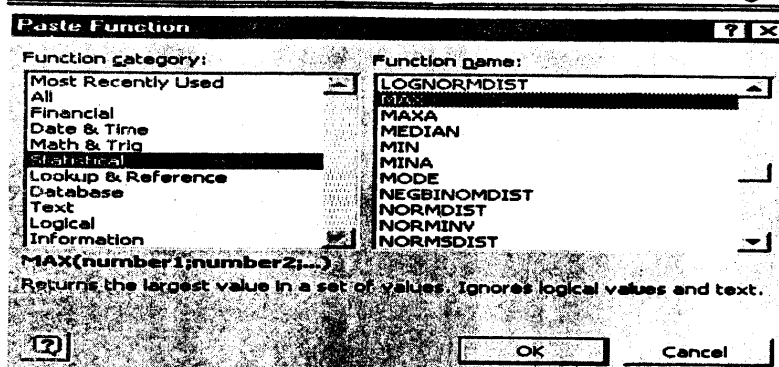 Paste Function
Function category:
Most Recently Used
All
Financial
Date & Time
Math & Trig
Statistical
Lookup & Reference
Database
Text
Logical
Information
Function name:
LOGNORMDIST
MAX
MAXA
MEDIAN
MIN
MINA
MODE
NEGBINOMDIST
NORMDIST
NORMINV
NORMSDIST
MAX(number1;number2;...)
Returns the largest value in a set of values. Ignores logical values and text.
OK
Cancel